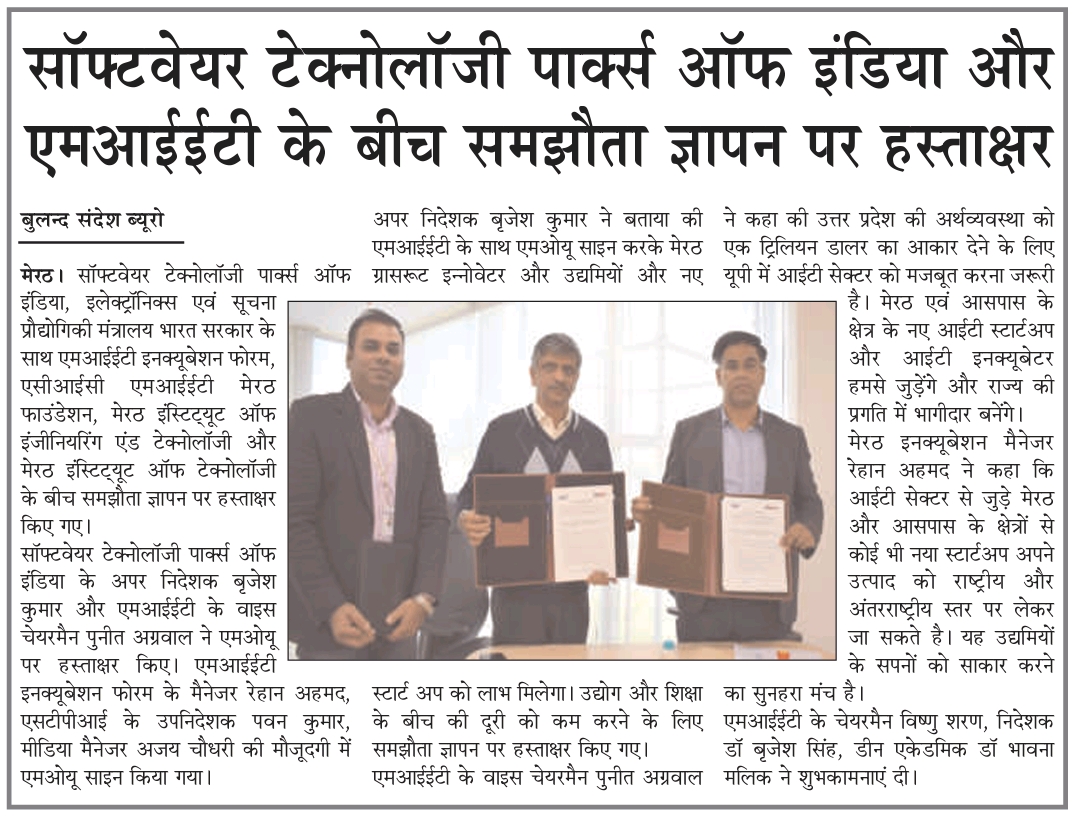 सॉफ्टवेयर टेक्नोलॉजी पार्क्स ऑफ इंडिया और
एमआईईटी के बीच समझौता ज्ञापन पर हस्ताक्षर
बुलन्द संदेश ब्यूरो
मेरठ। सॉफ्टवेयर टेक्नोलॉजी पार्क्स ऑफ
इंडिया, इलेक्ट्रॉनिक्स एवं सूचना
प्रौद्योगिकी मंत्रालय भारत सरकार के
साथ एमआईईटी इनक्यूबेशन फोरम,
एसीआईसी एमआईईटी मेरठ
फाउंडेशन, मेरठ इंस्टिट्यूट ऑफ
इंजीनियरिंग एंड टेक्नोलॉजी और
मेरठ इंस्टिट्यूट ऑफ टेक्नोलॉजी
के बीच समझौता ज्ञापन पर हस्ताक्षर
किए गए।
सॉफ्टवेयर टेक्नोलॉजी पार्क्स ऑफ
इंडिया के अपर निदेशक बृजेश
कुमार और एमआईईटी के वाइस
चेयरमैन पुनीत अग्रवाल ने एमओयू
पर हस्ताक्षर किए। एमआईईटी
इनक्यूबेशन फोरम के मैनेजर रेहान अहमद,
एसटीपीआई के उपनिदेशक पवन कुमार,
मीडिया मैनेजर अजय चौधरी की मौजूदगी में
एमओयू साइन किया गया।
अपर निदेशक बृजेश कुमार ने बताया की
एमआईईटी के साथ एमओयू साइन करके मेरठ
ग्रासरूट इन्नोवेटर और उद्यमियों और नए
स्टार्ट अप को लाभ मिलेगा। उद्योग और शिक्षा
के बीच की दूरी को कम करने के लिए
समझौता ज्ञापन पर हस्ताक्षर किए गए।
एमआईईटी के वाइस चेयरमैन पुनीत अग्रवाल
ने कहा की उत्तर प्रदेश की अर्थव्यवस्था को
एक ट्रिलियन डालर का आकार देने के लिए
यूपी में आईटी सेक्टर को मजबूत करना जरूरी
है। मेरठ एवं आसपास के
क्षेत्र के नए आईटी स्टार्टअप
और आईटी इनक्यूबेटर
हमसे जुड़ेंगे और राज्य की
प्रगति में भागीदार बनेंगे।
मेरठ इनक्यूबेशन मैनेजर
रेहान अहमद ने कहा कि
आईटी सेक्टर से जुड़े मेरठ
और आसपास के क्षेत्रों से
कोई भी नया स्टार्टअप अपने
उत्पाद को राष्ट्रीय और
अंतरराष्ट्रीय स्तर पर लेकर
जा सकते है। यह उद्यमियों
के सपनों को साकार करने
का सुनहरा मंच है।
एमआईईटी के चेयरमैन विष्णु शरण, निदेशक
डॉ बृजेश सिंह, डीन एकेडमिक डॉ भावना
मलिक ने शुभकामनाएं दी।